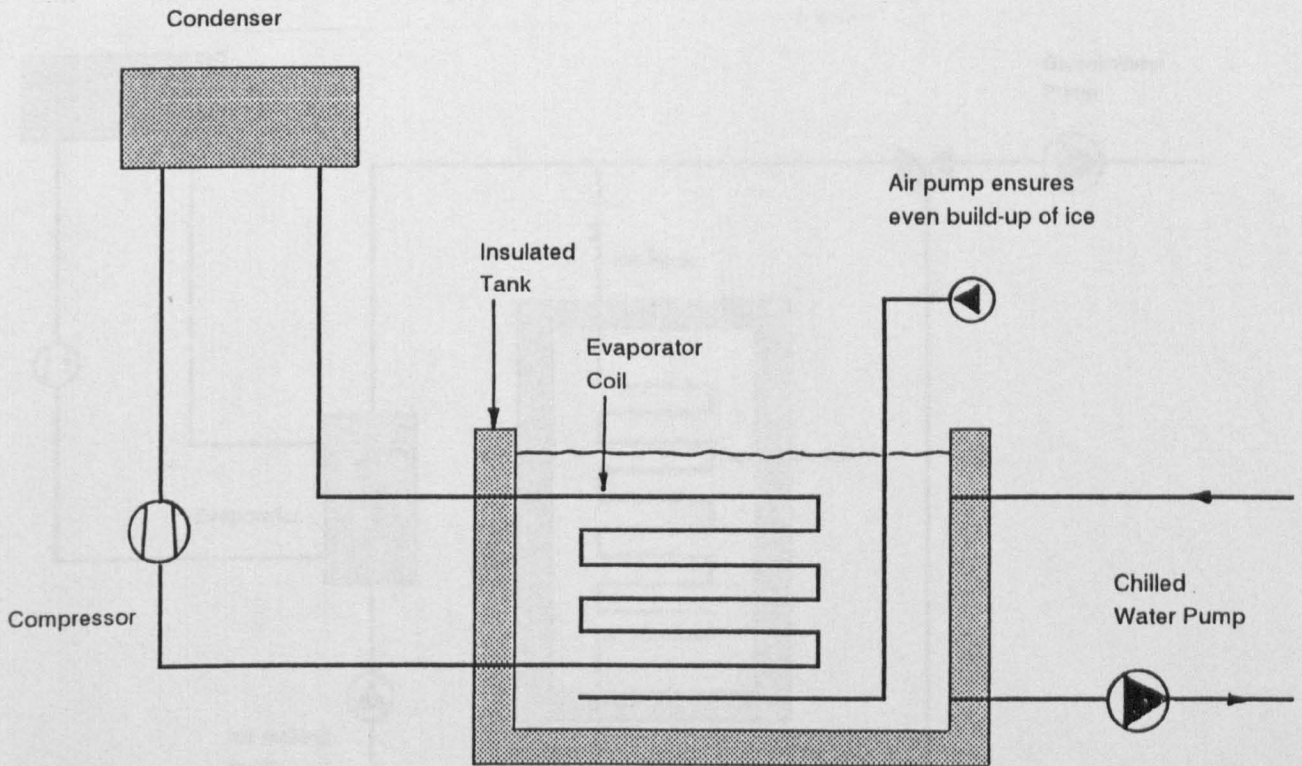 Condenser
Air pump ensures
even build-up of ice
Insulated
Tank
Evaporator
Coil
Chilled
Water Pump
Compressor